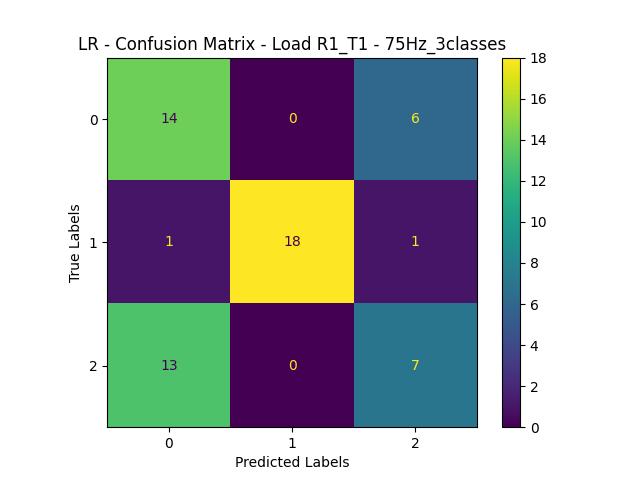 LR - Confusion Matrix - Load R1_T1 - 75Hz_3classes
True Labels
0 14 0 6
1 1 18 1
2 13 0 7
0 1 2
Predicted Labels
18
16
14
12
10
8
6
4
2
0